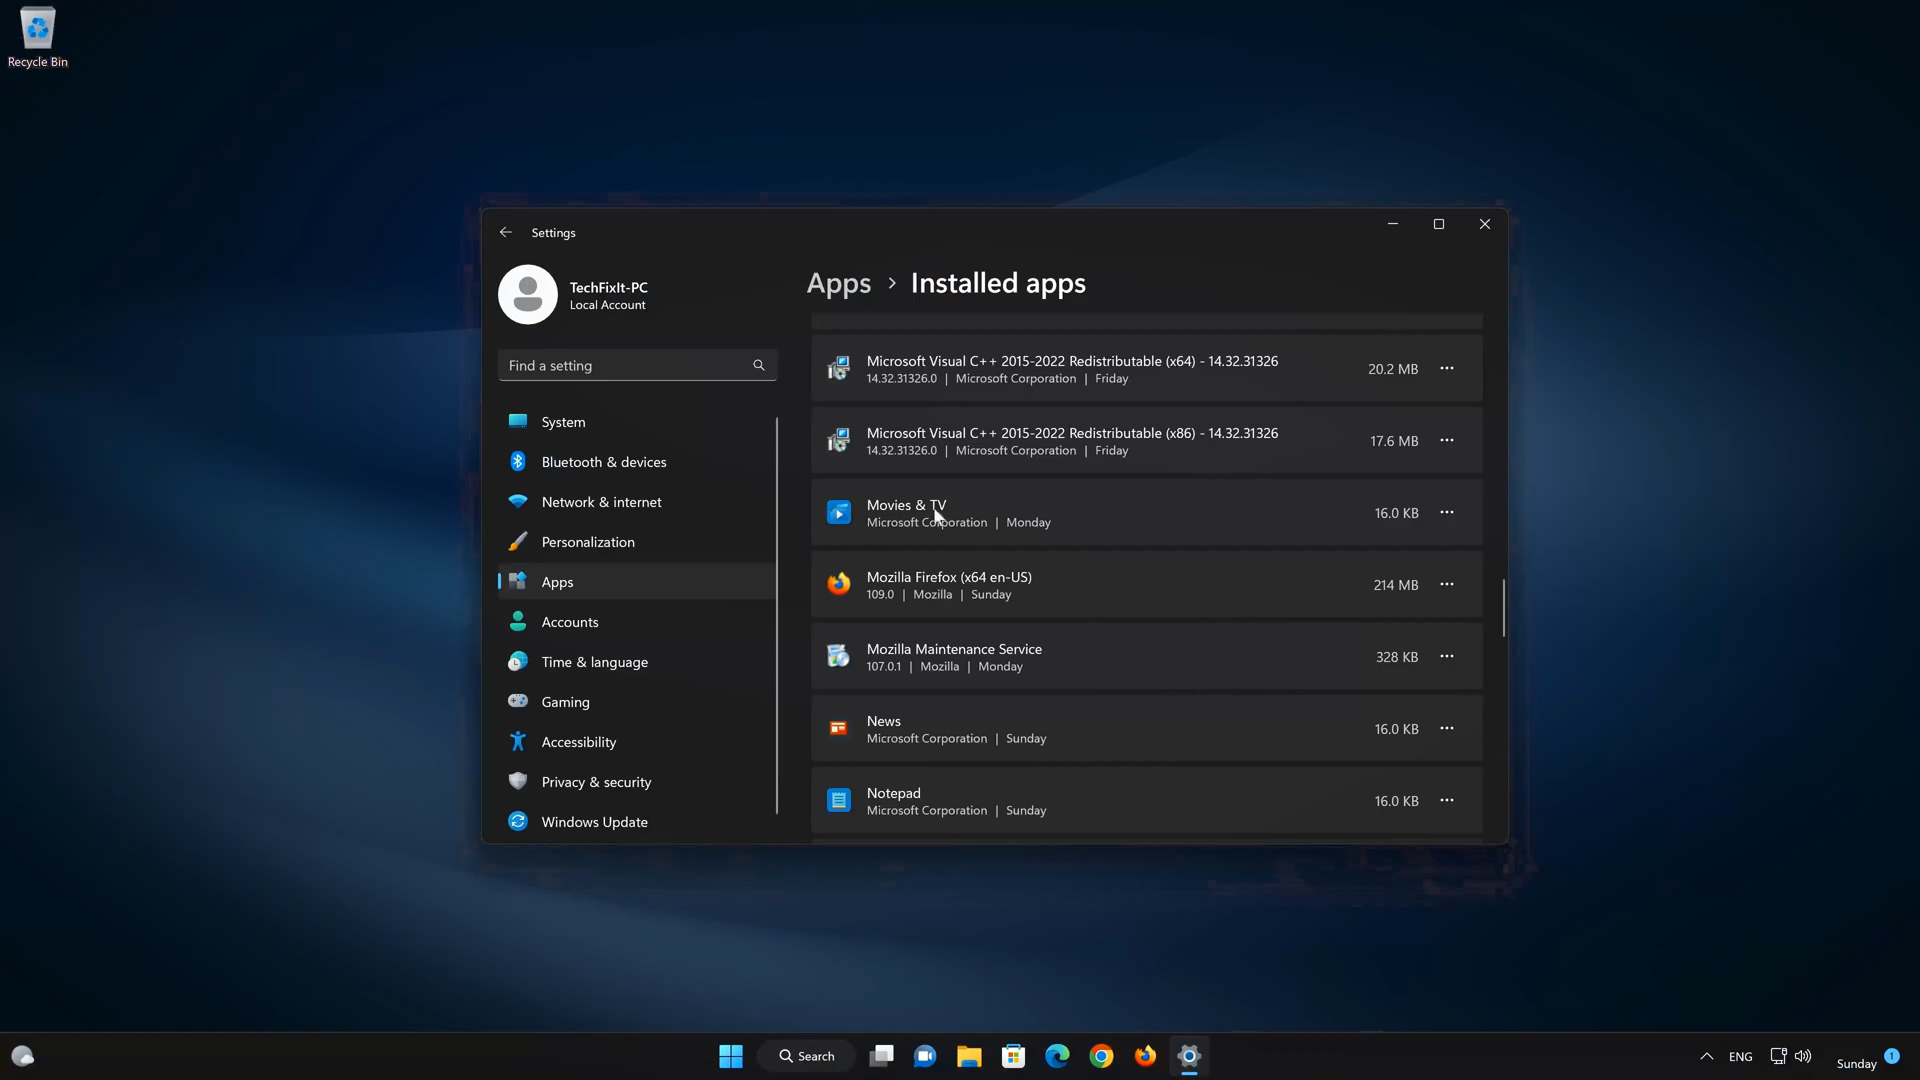 Recycle Bin
Settings
TechFixIt-PC
Local Account
Find a setting
System
Bluetooth & devices
Network & internet
Personalization
Apps
Accounts
Time & language
Gaming
Accessibility
Privacy & security
Windows Update
Apps > Installed apps
Microsoft Visual C++ 2015-2022 Redistributable (x64) - 14.32.31326
14.32.31326.0 | Microsoft Corporation | Friday
20.2 MB
Microsoft Visual C++ 2015-2022 Redistributable (x86) - 14.32.31326
14.32.31326.0 | Microsoft Corporation | Friday
17.6 MB
Movies & TV
Microsoft Corporation | Monday
16.0 KB
Mozilla Firefox (x64 en-US)
109.0 | Mozilla | Sunday
214 MB
Mozilla Maintenance Service
107.0.1 | Mozilla | Monday
328 KB
News
Microsoft Corporation | Sunday
16.0 KB
Notepad
Microsoft Corporation | Sunday
16.0 KB
Search
ENG
Sunday
1